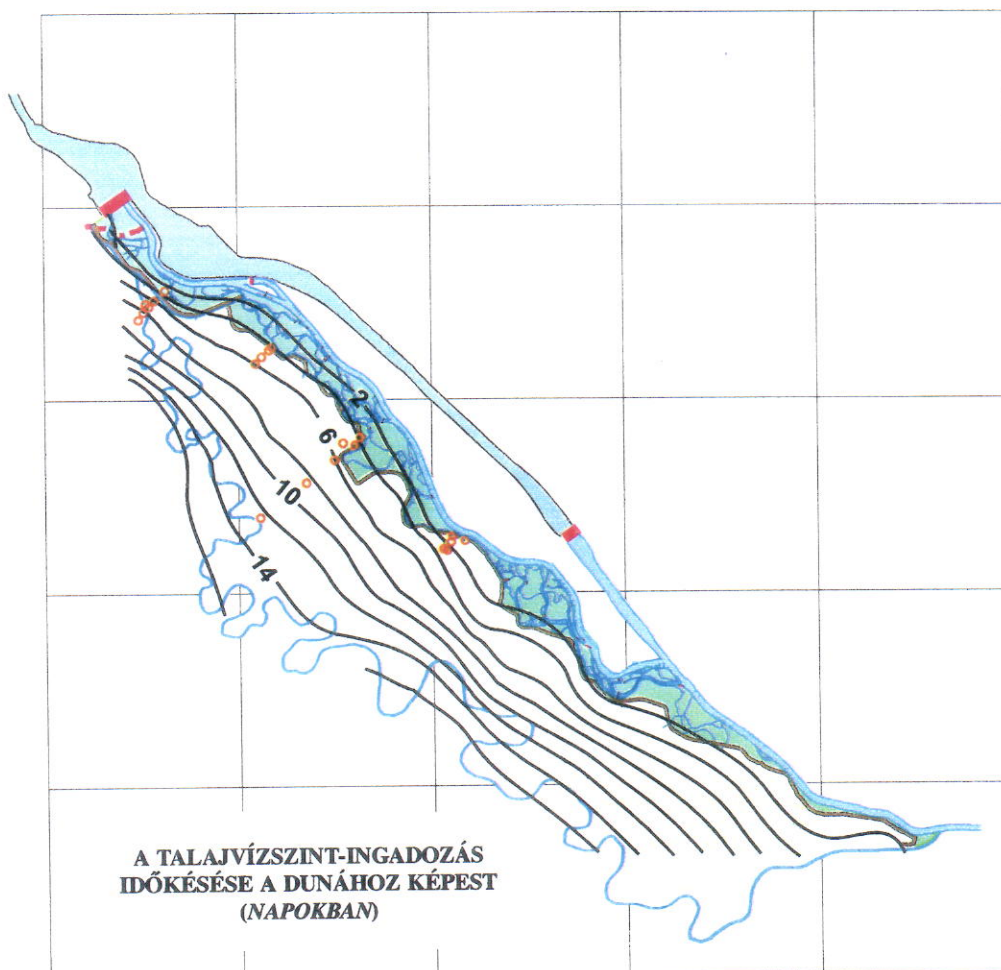 2
6
10
14
A TALAJVÍZSZINT-INGADOZÁS
IDŐKÉSÉSE A DUNÁHOZ KÉPEST
(NAPOKBAN)